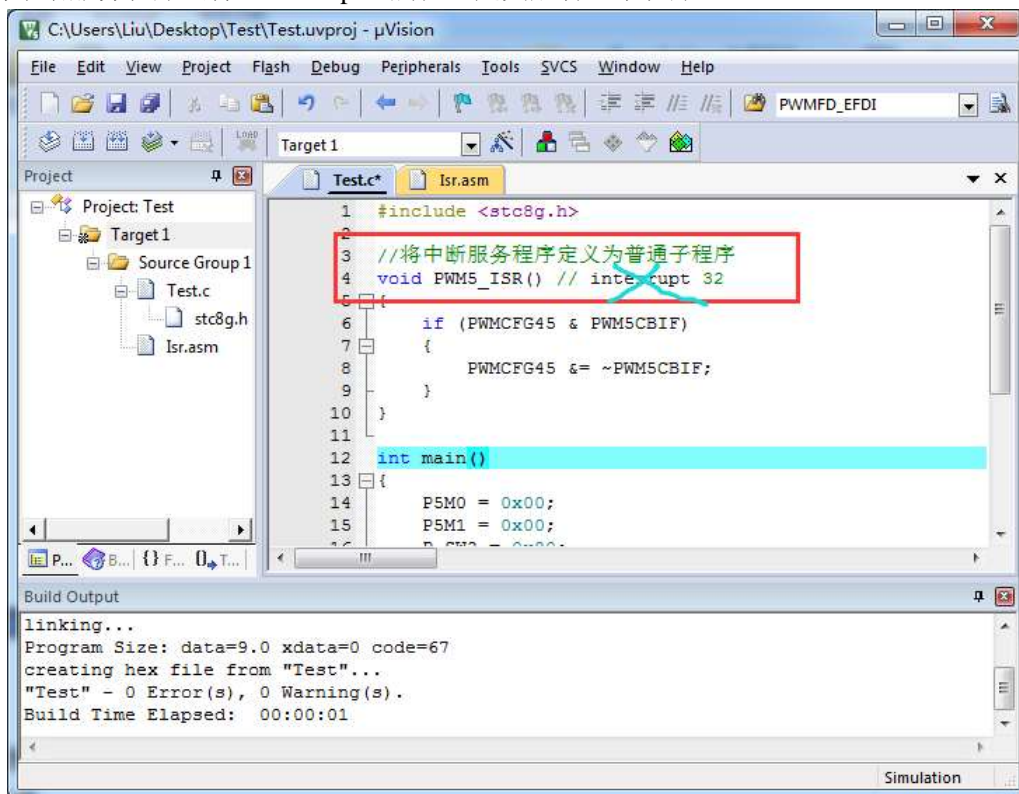 C:\Users\Liu\Desktop\Test\Test.uvproj - µVision
File Edit View Project Flash Debug Peripherals Tools SVCS Window Help
PWMFD_EFDI
LOAD Target 1
Project
Test.c* Isr.asm
Project: Test
Target 1
Source Group 1
Test.c
stc8g.h
Isr.asm
1 #include <stc8g.h>
2
3 //将中断服务程序定义为普通子程序
4 void PWM5_ISR() // interrupt 32
5 {
6 if (PWMCFG45 & PWM5CBIF)
7 {
8 PWMCFG45 &= ~PWM5CBIF;
9 }
10 }
11
12 int main()
13 {
14 P5M0 = 0x00;
15 P5M1 = 0x00;
P... B... {} F... 0 T...
Build Output
linking...
Program Size: data=9.0 xdata=0 code=67
creating hex file from "Test"...
"Test" - 0 Error(s), 0 Warning(s).
Build Time Elapsed: 00:00:01
Simulation